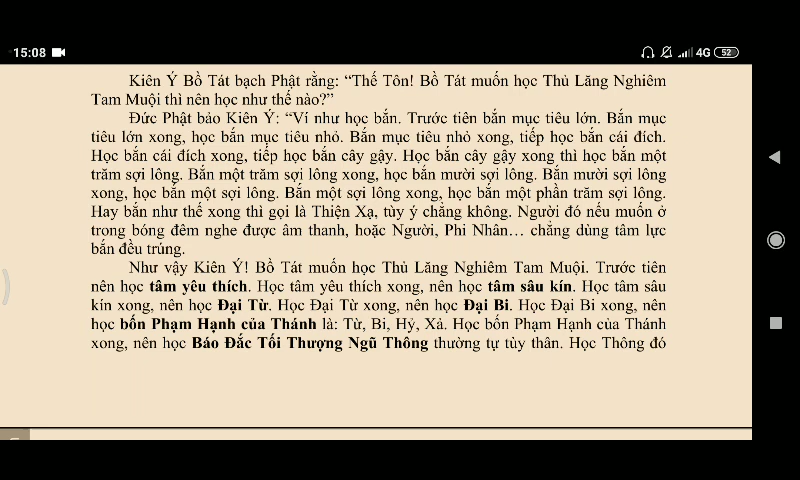 15:08
4G 52
Kiên Ý Bồ Tát bạch Phật rằng: “Thế Tôn! Bồ Tát muốn học Thủ Lăng Nghiêm
Tam Muội thì nên học như thế nào?”
Đức Phật bảo Kiên Ý: “Ví như học bắn. Trước tiên bắn mục tiêu lớn. Bắn mục
tiêu lớn xong, học bắn mục tiêu nhỏ. Bắn mục tiêu nhỏ xong, tiếp học bắn cái đích.
Học bắn cái đích xong, tiếp học bắn cây gậy. Học bắn cây gậy xong thì học bắn một
trăm sợi lông. Bắn một trăm sợi lông xong, học bắn mười sợi lông. Bắn mười sợi lông
xong, học bắn một sợi lông. Bắn một sợi lông xong, học bắn một phần trăm sợi lông.
Hay bắn như thế xong thì gọi là Thiện Xạ, tùy ý chẳng không. Người đó nếu muốn ở
trong bóng đêm nghe được âm thanh, hoặc Người, Phi Nhân… chẳng dùng tâm lực
bắn đều trúng.
Như vậy Kiên Ý! Bồ Tát muốn học Thủ Lăng Nghiêm Tam Muội. Trước tiên
nên học tâm yêu thích. Học tâm yêu thích xong, nên học tâm sâu kín. Học tâm sâu
kín xong, nên học Đại Từ. Học Đại Từ xong, nên học Đại Bi. Học Đại Bi xong, nên
học bốn Phạm Hạnh của Thánh là: Từ, Bi, Hỷ, Xả. Học bốn Phạm Hạnh của Thánh
xong, nên học Báo Đắc Tối Thượng Ngũ Thông thường tự tùy thân. Học Thông đó